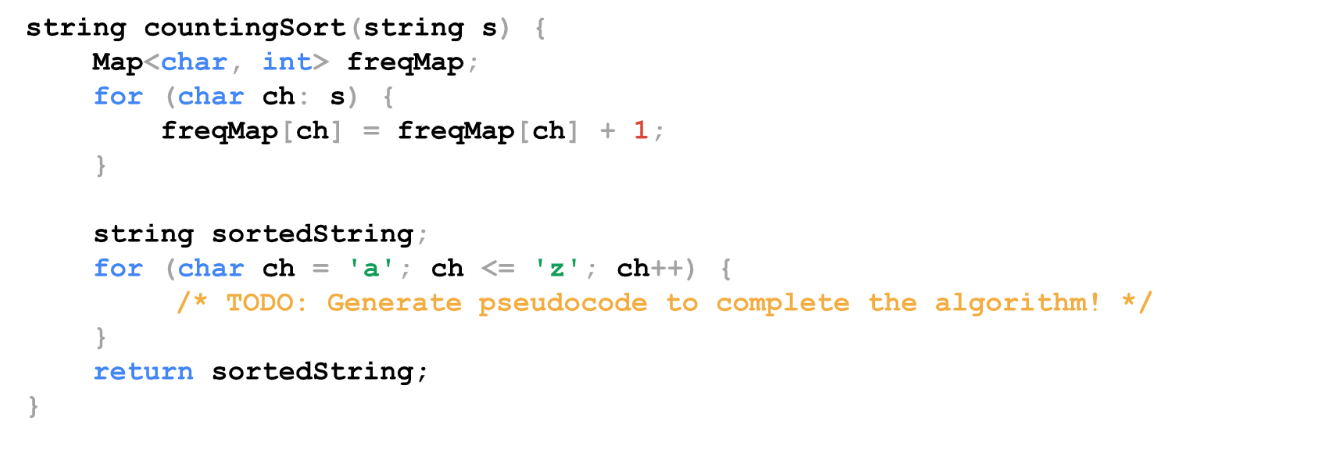 string countingSort(string s) {
    Map<char, int> freqMap;
    for (char ch: s) {
        freqMap[ch] = freqMap[ch] + 1;
    }

    string sortedString;
    for (char ch = 'a'; ch <= 'z'; ch++) {
         /* TODO: Generate pseudocode to complete the algorithm! */
    }
    return sortedString;
}